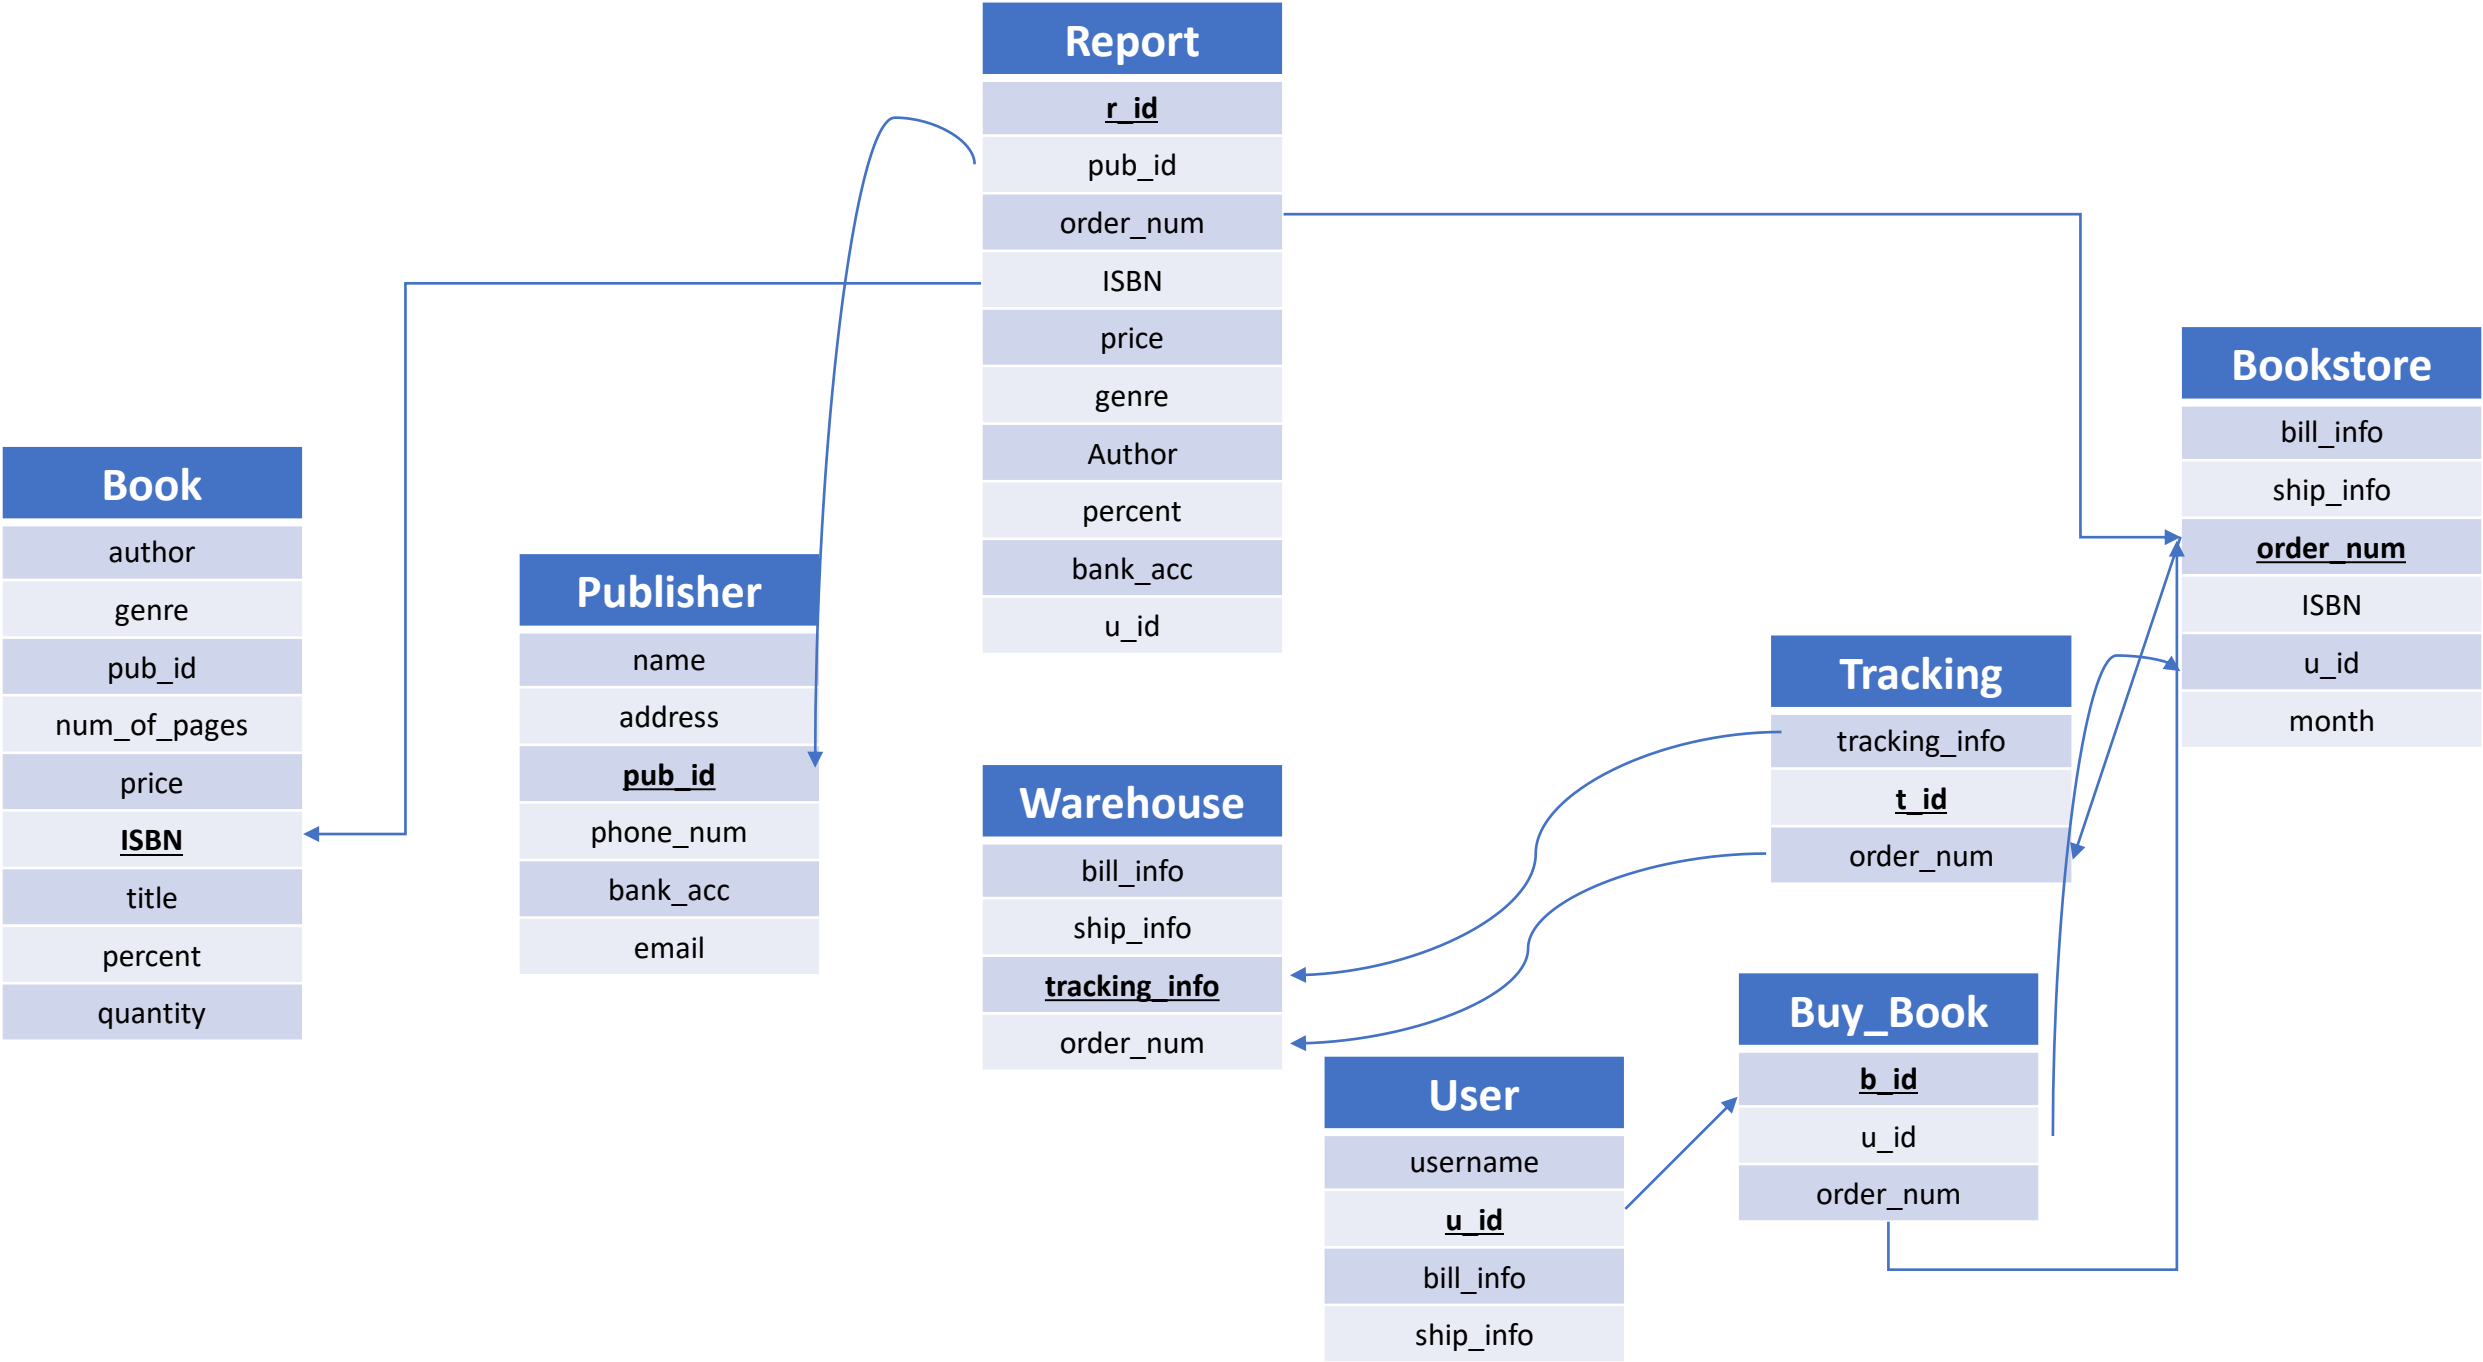 Report
r_id
pub_id
order_num
ISBN
price
genre
Author
percent
bank_acc
u_id
Book
author
genre
pub_id
num_of_pages
price
ISBN
title
percent
quantity
Publisher
name
address
pub_id
phone_num
bank_acc
email
Warehouse
bill_info
ship_info
tracking_info
order_num
User
username
u_id
bill_info
ship_info
Tracking
tracking_info
t_id
order_num
Buy_Book
b_id
u_id
order_num
Bookstore
bill_info
ship_info
order_num
ISBN
u_id
month